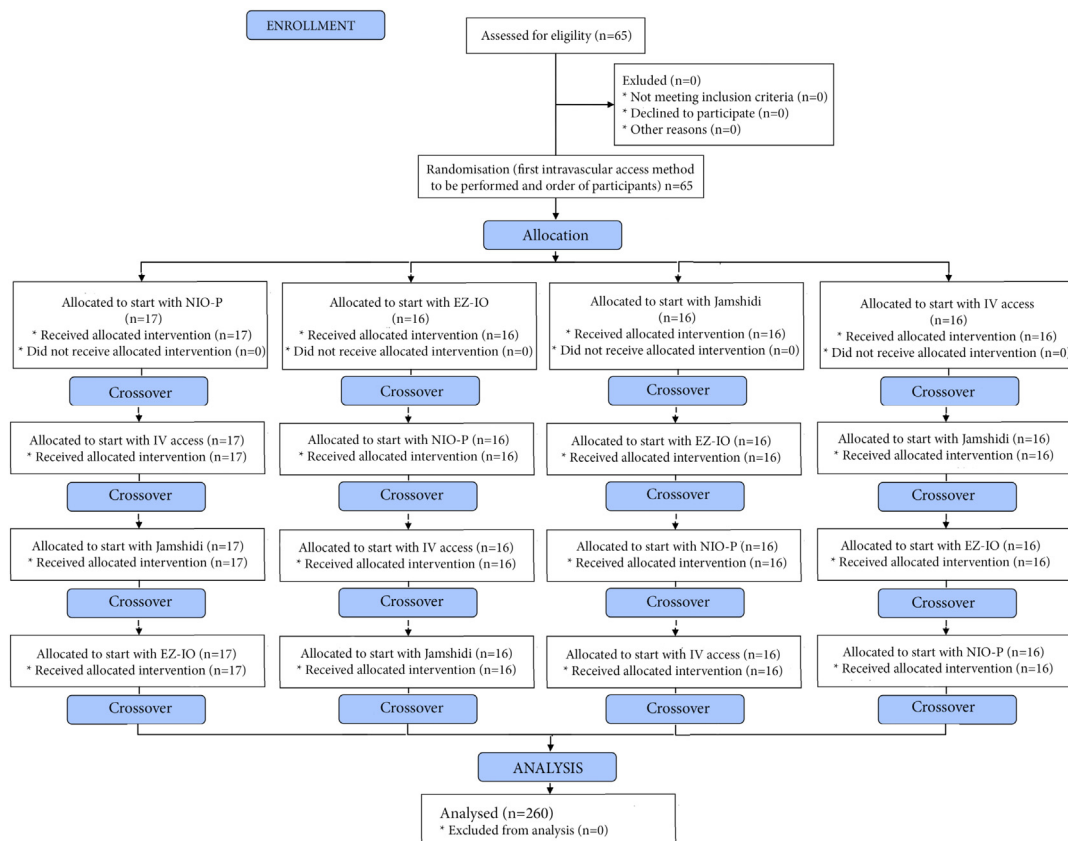 ENROLLMENT
Assessed for eligility (n=65)
Exluded (n=0)
* Not meeting inclusion criteria (n=0)
* Declined to participate (n=0)
* Other reasons (n=0)
Randomisation (first intravascular access method
to be performed and order of participants) n=65
Allocation
Allocated to start with NIO-P
(n=17)
* Received allocated intervention (n=17)
* Did not receive allocated intervention (n=0)
Allocated to start with EZ-IO
(n=16)
* Received allocated intervention (n=16)
* Did not receive allocated intervention (n=0)
Allocated to start with Jamshidi
(n=16)
* Received allocated intervention (n=16)
* Did not receive allocated intervention (n=0)
Allocated to start with IV access
(n=16)
* Received allocated intervention (n=16)
* Did not receive allocated intervention (n=0)
Crossover
Crossover
Crossover
Crossover
Allocated to start with IV access (n=17)
* Received allocated intervention (n=17)
Allocated to start with NIO-P (n=16)
* Received allocated intervention (n=16)
Allocated to start with EZ-IO (n=16)
* Received allocated intervention (n=16)
Allocated to start with Jamshidi (n=16)
* Received allocated intervention (n=16)
Crossover
Crossover
Crossover
Crossover
Allocated to start with Jamshidi (n=17)
* Received allocated intervention (n=17)
Allocated to start with IV access (n=16)
* Received allocated intervention (n=16)
Allocated to start with NIO-P (n=16)
* Received allocated intervention (n=16)
Allocated to start with EZ-IO (n=16)
* Received allocated intervention (n=16)
Crossover
Crossover
Crossover
Crossover
Allocated to start with EZ-IO (n=17)
* Received allocated intervention (n=17)
Allocated to start with Jamshidi (n=16)
* Received allocated intervention (n=16)
Allocated to start with IV access (n=16)
* Received allocated intervention (n=16)
Allocated to start with NIO-P (n=16)
* Received allocated intervention (n=16)
Crossover
Crossover
Crossover
Crossover
ANALYSIS
Analysed (n=260)
* Excluded from analysis (n=0)